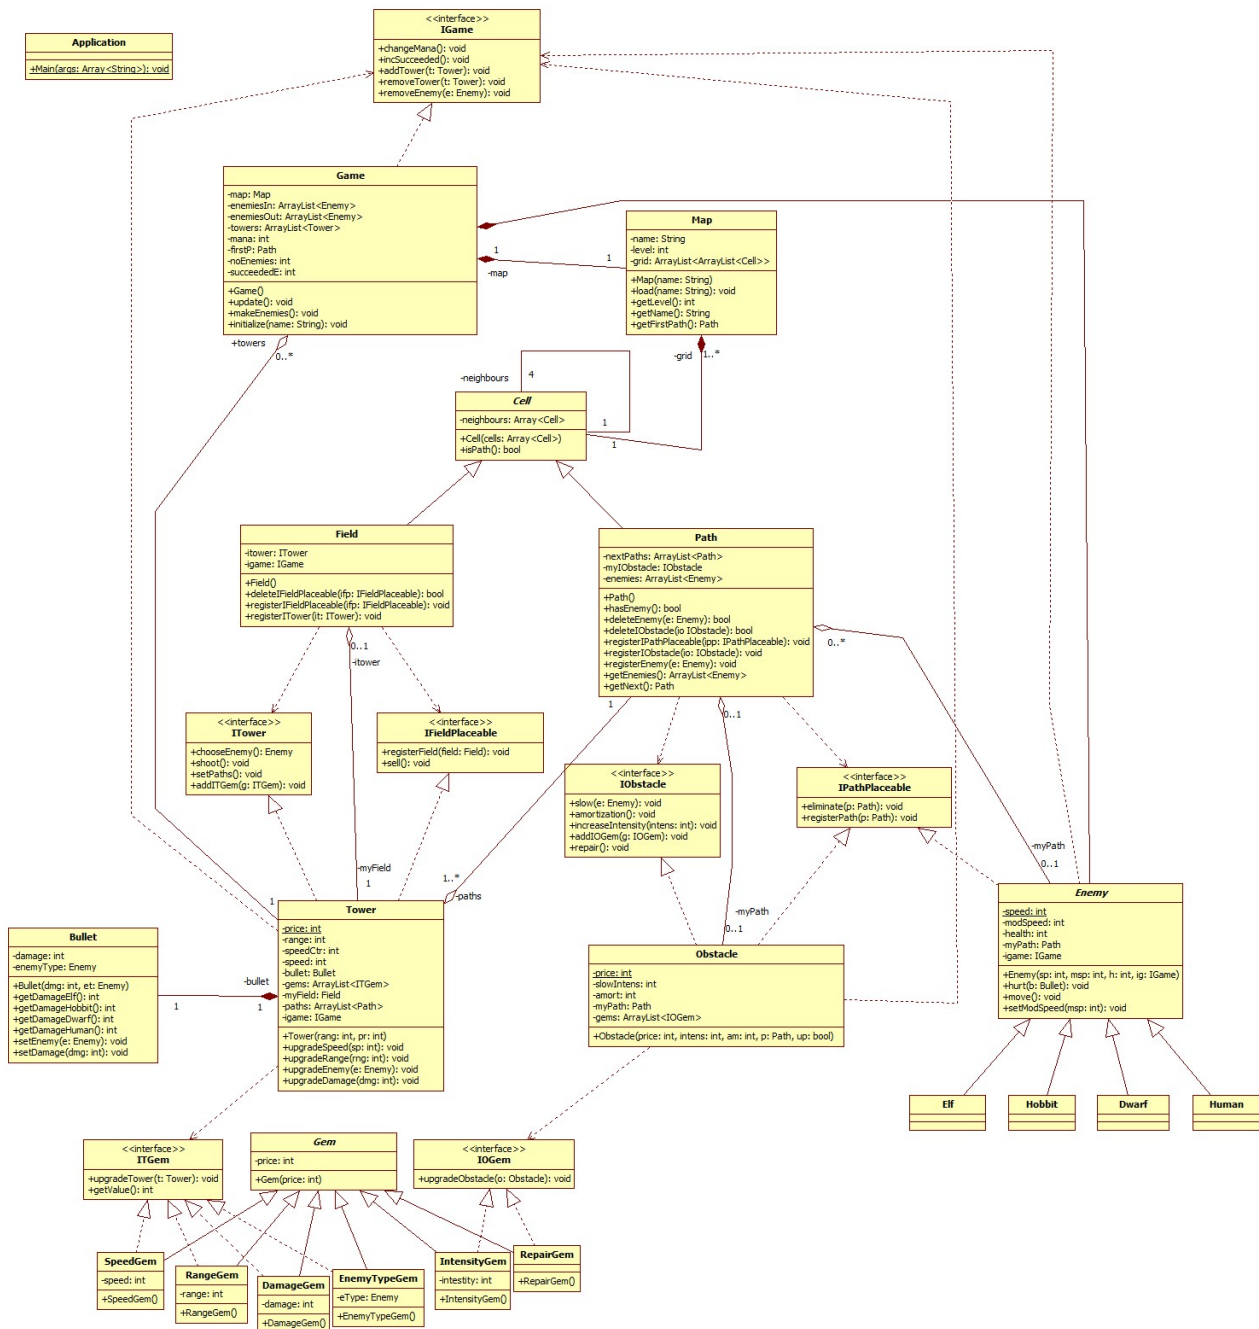 Application
+Main(args: Array<String>): void
<<interface>>
IGame
+changeMana(): void
+incSucceeded(): void
+addTower(t: Tower): void
+removeTower(t: Tower): void
+removeEnemy(e: Enemy): void
Game
-map: Map
-enemiesIn: ArrayList<Enemy>
-enemiesOut: ArrayList<Enemy>
-towers: ArrayList<Tower>
-mana: int
-firstP: Path
-noEnemies: int
-succeededE: int
+Game()
+update(): void
+makeEnemies(): void
+initialize(name: String): void
1
1
-map
+towers
0..*
Map
-name: String
-level: int
-grid: ArrayList<ArrayList<Cell>>
+Map(name: String)
+load(name: String): void
+getLevel(): int
+getName(): String
+getFirstPath(): Path
-grid
1..*
-neighbours
4
1
1
Cell
-neighbours: Array<Cell>
+Cell(cells: Array<Cell>)
+isPath(): bool
Field
-itower: ITower
-igame: IGame
+Field()
+deleteIFieldPlaceable(ifp: IFieldPlaceable): bool
+registerIFieldPlaceable(ifp: IFieldPlaceable): void
+registerITower(it: ITower): void
0..1
-itower
Path
-nextPaths: ArrayList<Path>
-myIObstacle: IObstacle
-enemies: ArrayList<Enemy>
+Path()
+hasEnemy(): bool
+deleteEnemy(e: Enemy): bool
+deleteIObstacle(io IObstacle): bool
+registerIPathPlaceable(ipp: IPathPlaceable): void
+registerIObstacle(io: IObstacle): void
+registerEnemy(e: Enemy): void
+getEnemies(): ArrayList<Enemy>
+getNext(): Path
0..*
1
0..1
<<interface>>
ITower
+chooseEnemy(): Enemy
+shoot(): void
+setPaths(): void
+addITGem(g: ITGem): void
<<interface>>
IFieldPlaceable
+registerField(field: Field): void
+sell(): void
<<interface>>
IObstacle
+slow(e: Enemy): void
+amortization(): void
+increaseIntensity(intens: int): void
+addIOGem(g: IOGem): void
+repair(): void
<<interface>>
IPathPlaceable
+eliminate(p: Path): void
+registerPath(p: Path): void
-myField
1
1..*
-paths
1
-myPath
0..1
-myPath
0..1
Bullet
-damage: int
-enemyType: Enemy
+Bullet(dmg: int, et: Enemy)
+getDamageElf(): int
+getDamageHobbit(): int
+getDamageDwarf(): int
+getDamageHuman(): int
+setEnemy(e: Enemy): void
+setDamage(dmg: int): void
-bullet
1
1
Tower
-price: int
-range: int
-speedCtr: int
-speed: int
-bullet: Bullet
-gems: ArrayList<ITGem>
-myField: Field
-paths: ArrayList<Path>
-igame: IGame
+Tower(rang: int, pr: int)
+upgradeSpeed(sp: int): void
+upgradeRange(rng: int): void
+upgradeEnemy(e: Enemy): void
+upgradeDamage(dmg: int): void
Obstacle
-price: int
-slowIntens: int
-amort: int
-myPath: Path
-gems: ArrayList<IOGem>
+Obstacle(price: int, intens: int, am: int, p: Path, up: bool)
Enemy
-speed: int
-modSpeed: int
-health: int
-myPath: Path
-igame: IGame
+Enemy(sp: int, msp: int, h: int, ig: IGame)
+hurt(b: Bullet): void
+move(): void
+setModSpeed(msp: int): void
Elf
Hobbit
Dwarf
Human
<<interface>>
ITGem
+upgradeTower(t: Tower): void
+getValue(): int
Gem
-price: int
+Gem(price: int)
<<interface>>
IOGem
+upgradeObstacle(o: Obstacle): void
SpeedGem
-speed: int
+SpeedGem()
RangeGem
-range: int
+RangeGem()
DamageGem
-damage: int
+DamageGem()
EnemyTypeGem
-eType: Enemy
+EnemyTypeGem()
IntensityGem
-intestity: int
+IntensityGem()
RepairGem
+RepairGem()